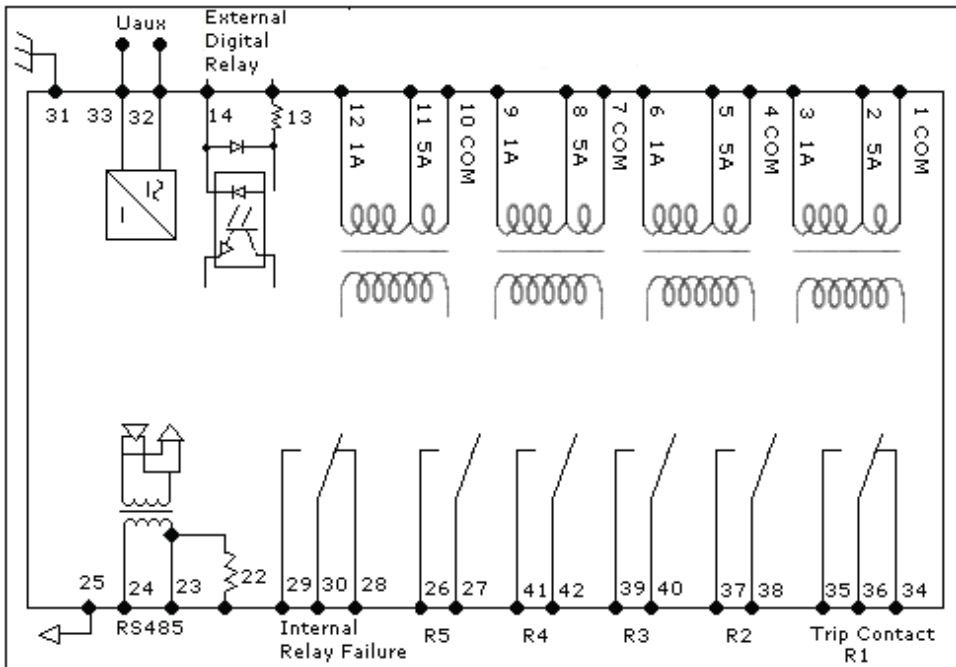 Uaux
External
Digital
Relay
31
33
32
14
13
12 1A
11 5A
10 COM
9 1A
8 5A
7 COM
6 1A
5 5A
4 COM
3 1A
2 5A
1 COM
25
24
23
22
29
30
28
26
27
41
42
39
40
37
38
35
36
34
RS485
Internal
Relay Failure
R5
R4
R3
R2
Trip Contact
R1